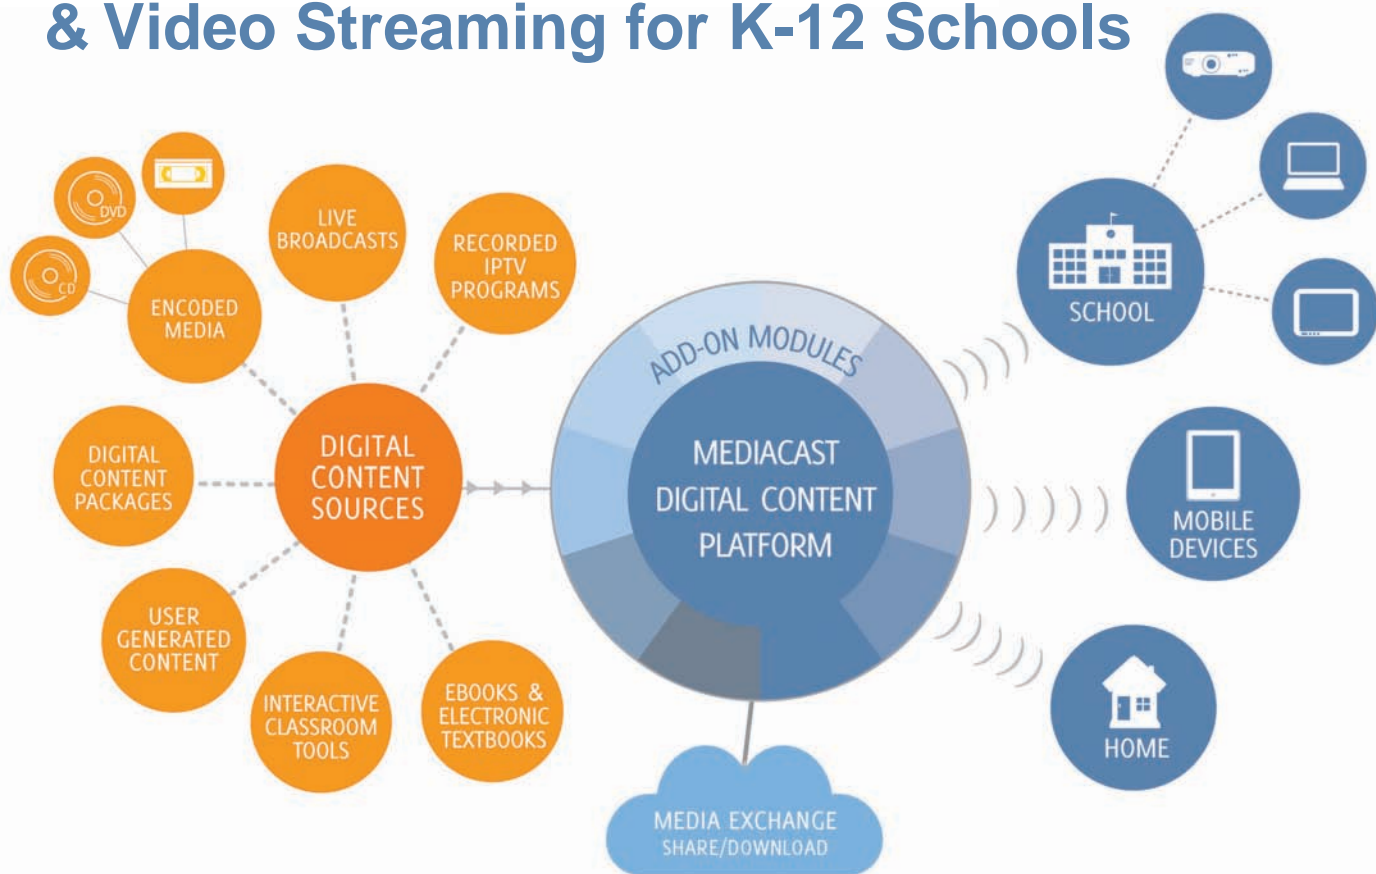 & Video Streaming for K-12 Schools
DVD
CD
ENCODED
MEDIA
LIVE
BROADCASTS
RECORDED
IPTV
PROGRAMS
DIGITAL
CONTENT
PACKAGES
DIGITAL
CONTENT
SOURCES
USER
GENERATED
CONTENT
INTERACTIVE
CLASSROOM
TOOLS
EBOOKS &
ELECTRONIC
TEXTBOOKS
ADD-ON MODULES
MEDIACAST
DIGITAL CONTENT
PLATFORM
MEDIA EXCHANGE
SHARE/DOWNLOAD
SCHOOL
MOBILE
DEVICES
HOME